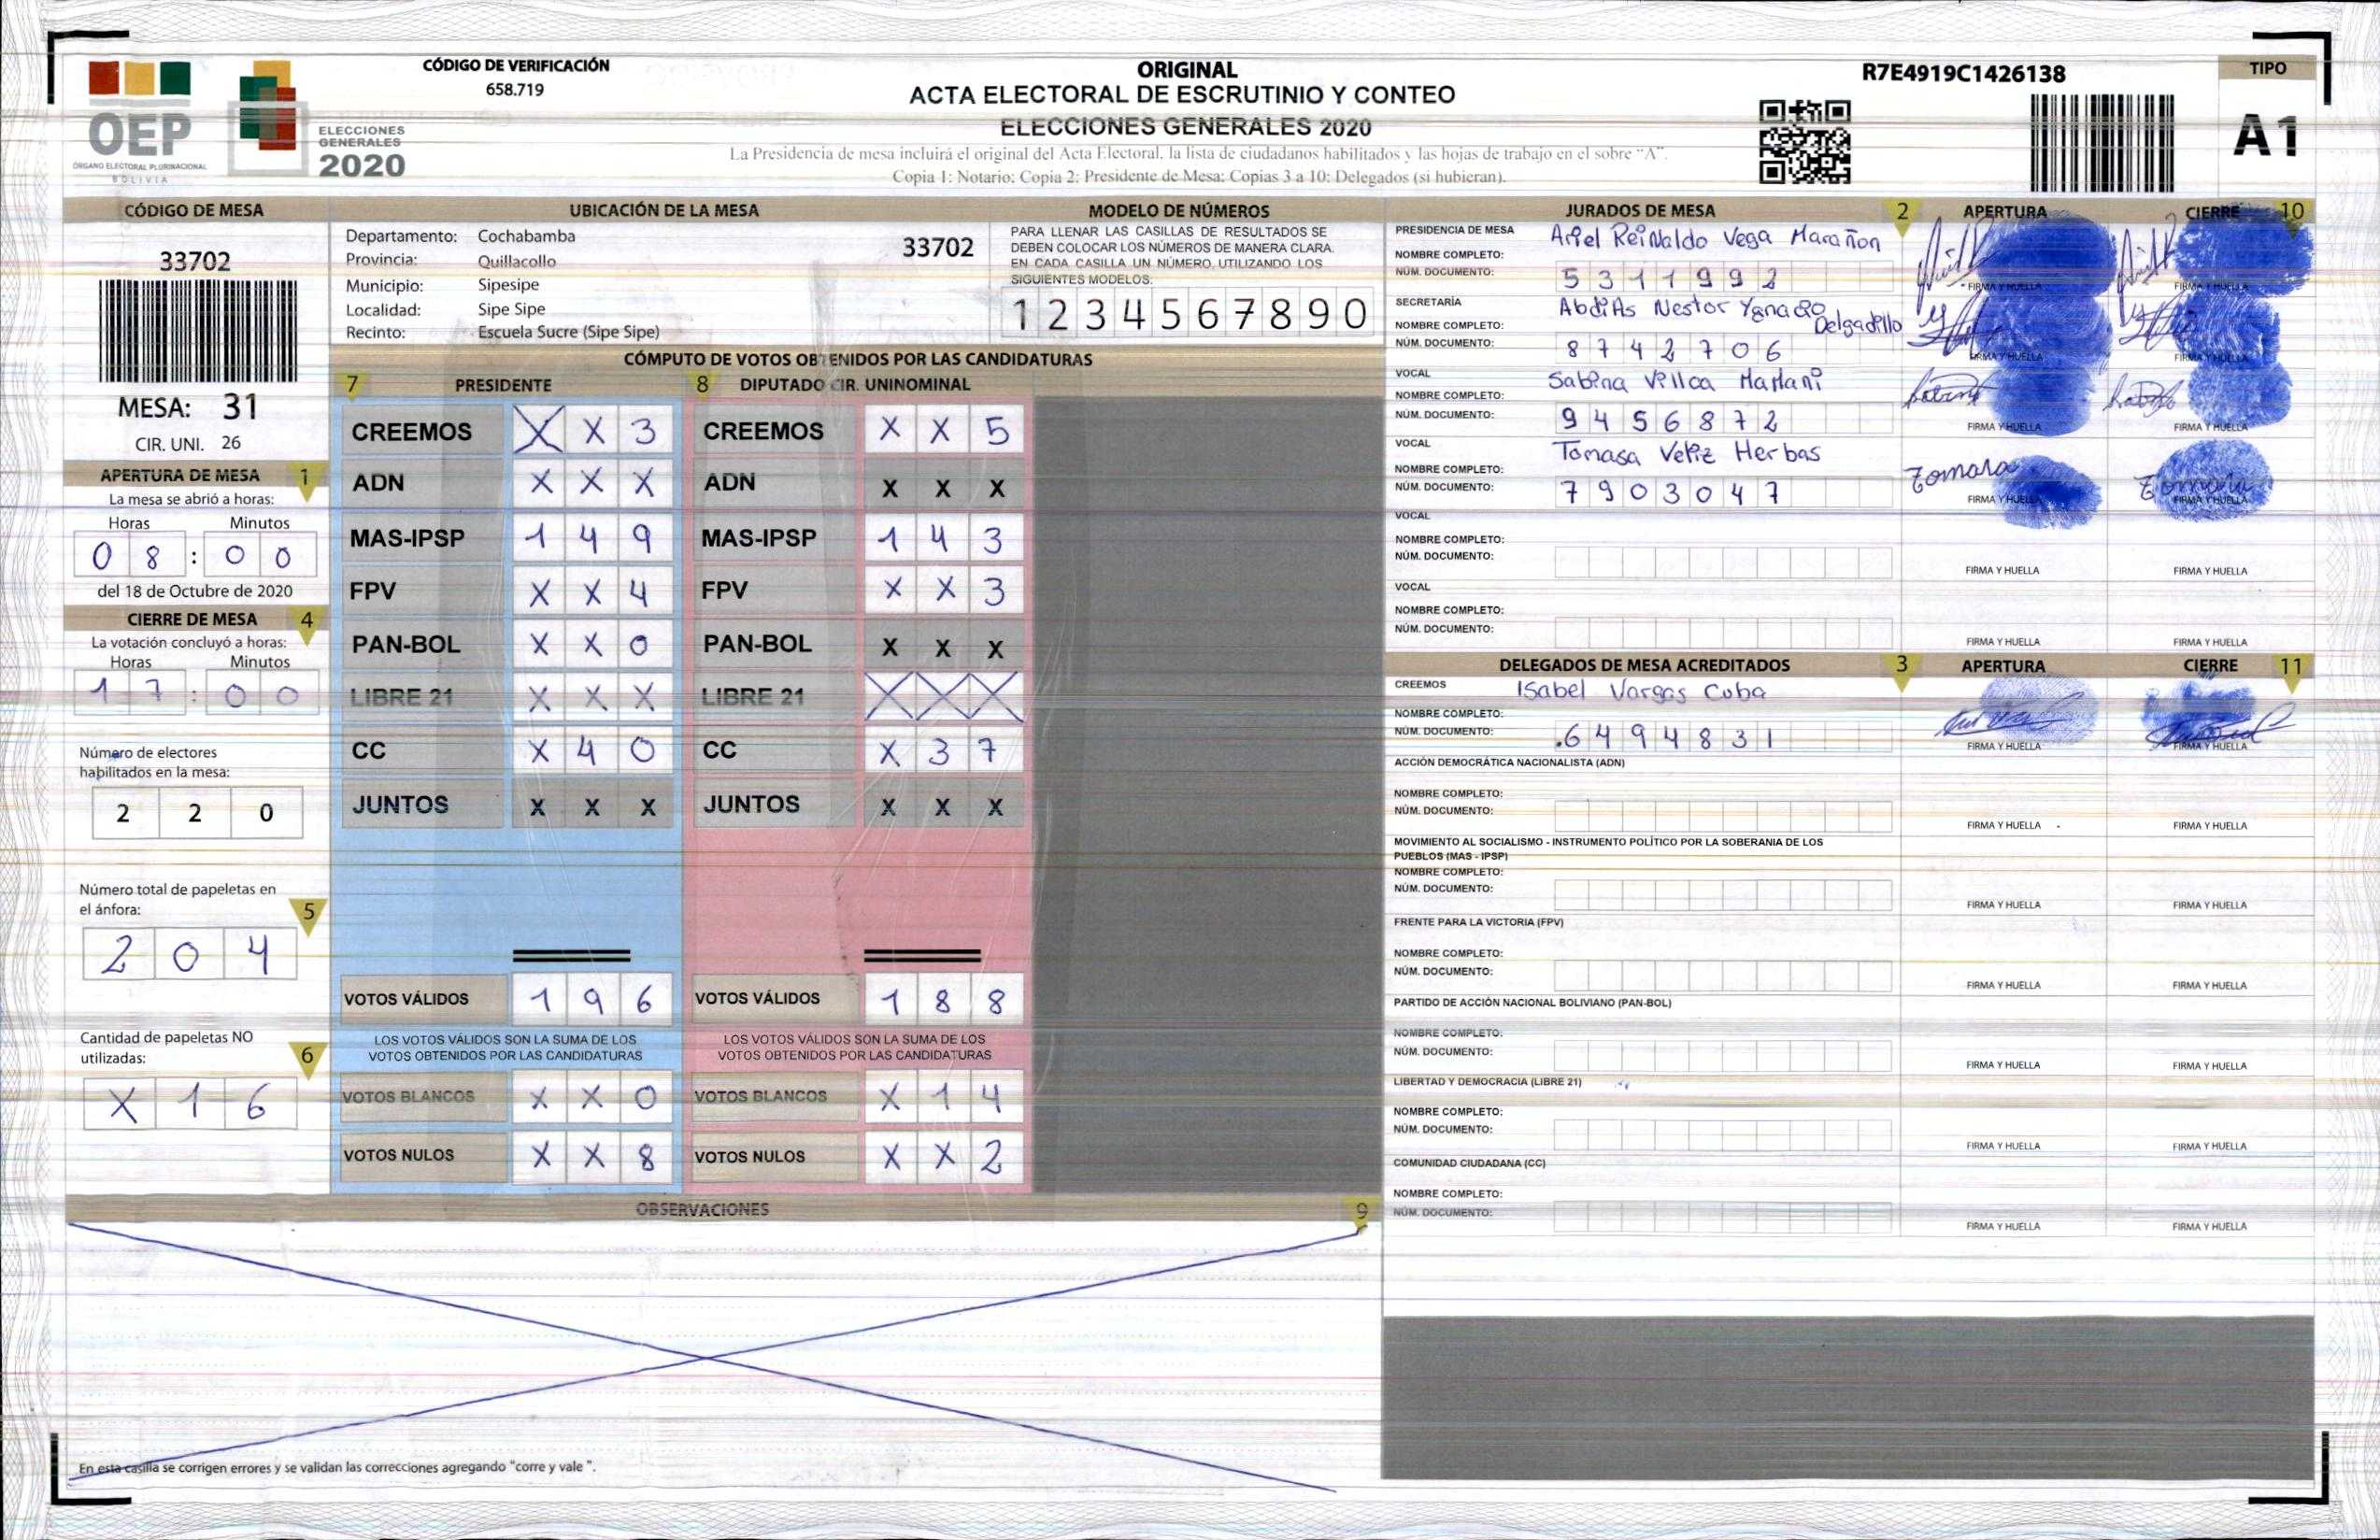 CÓDIGO DE VERIFICACIÓN
658.719
ORIGINAL
ACTA ELECTORAL DE ESCRUTINIO Y CONTEO
ELECCIONES GENERALES 2020
La Presidencia de mesa incluirá el original del Acta Electoral, la lista de ciudadanos habilitados y las hojas de trabajo en el sobre "A".
Copia 1: Notario; Copia 2: Presidente de Mesa; Copias 3 a 10: Delegados (si hubieran).
R7E4919C1426138
TIPO
A1
OEP
ÓRGANO ELECTORAL PLURINACIONAL
BOLIVIA
ELECCIONES
GENERALES
2020
CÓDIGO DE MESA
33702
MESA: 31
CIR. UNI. 26
APERTURA DE MESA 1
La mesa se abrió a horas:
Horas Minutos
0 8 : 0 0
del 18 de Octubre de 2020
CIERRE DE MESA 4
La votación concluyó a horas:
Horas Minutos
1 7 : 0 0
Número de electores
habilitados en la mesa:
2 2 0
Número total de papeletas en
el ánfora: 5
2 0 4
Cantidad de papeletas NO
utilizadas: 6
X 1 6
UBICACIÓN DE LA MESA
Departamento: Cochabamba
Provincia: Quillacollo
Municipio: Sipesipe
Localidad: Sipe Sipe
Recinto: Escuela Sucre (Sipe Sipe)
33702
MODELO DE NÚMEROS
PARA LLENAR LAS CASILLAS DE RESULTADOS SE
DEBEN COLOCAR LOS NÚMEROS DE MANERA CLARA.
EN CADA CASILLA UN NÚMERO, UTILIZANDO LOS
SIGUIENTES MODELOS:
1 2 3 4 5 6 7 8 9 0
CÓMPUTO DE VOTOS OBTENIDOS POR LAS CANDIDATURAS
7 PRESIDENTE 8 DIPUTADO CIR. UNINOMINAL
CREEMOS X X 3 CREEMOS X X 5
ADN X X X ADN X X X
MAS-IPSP 1 4 9 MAS-IPSP 1 4 3
FPV X X 4 FPV X X 3
PAN-BOL X X 0 PAN-BOL X X X
LIBRE 21 X X X LIBRE 21 X X X
CC X 4 0 CC X 3 7
JUNTOS X X X JUNTOS X X X
VOTOS VÁLIDOS 1 9 6 VOTOS VÁLIDOS 1 8 8
LOS VOTOS VÁLIDOS SON LA SUMA DE LOS LOS VOTOS VÁLIDOS SON LA SUMA DE LOS
VOTOS OBTENIDOS POR LAS CANDIDATURAS VOTOS OBTENIDOS POR LAS CANDIDATURAS
VOTOS BLANCOS X X 0 VOTOS BLANCOS X 1 4
VOTOS NULOS X X 8 VOTOS NULOS X X 2
OBSERVACIONES 9
En esta casilla se corrigen errores y se validan las correcciones agregando "corre y vale ".
JURADOS DE MESA 2 APERTURA CIERRE 10
PRESIDENCIA DE MESA Ariel Reinaldo Vega Marañon
NOMBRE COMPLETO:
NÚM. DOCUMENTO: 5 3 1 1 9 9 2
FIRMA Y HUELLA FIRMA Y HUELLA
SECRETARÍA Abdias Nestor Ygnacio
NOMBRE COMPLETO: Delgadillo
NÚM. DOCUMENTO: 8 7 4 2 7 0 6
FIRMA Y HUELLA FIRMA Y HUELLA
VOCAL Sabina Villca Mamani
NOMBRE COMPLETO:
NÚM. DOCUMENTO: 9 4 5 6 8 7 2
FIRMA Y HUELLA FIRMA Y HUELLA
VOCAL Tomasa Veliz Herbas
NOMBRE COMPLETO:
NÚM. DOCUMENTO: 7 9 0 3 0 4 7
Tomasa
FIRMA Y HUELLA FIRMA Y HUELLA
VOCAL
NOMBRE COMPLETO:
NÚM. DOCUMENTO:
FIRMA Y HUELLA FIRMA Y HUELLA
VOCAL
NOMBRE COMPLETO:
NÚM. DOCUMENTO:
FIRMA Y HUELLA FIRMA Y HUELLA
DELEGADOS DE MESA ACREDITADOS 3 APERTURA CIERRE 11
CREEMOS Isabel Vargas Cuba
NOMBRE COMPLETO:
NÚM. DOCUMENTO: 6 4 9 4 8 3 1
FIRMA Y HUELLA FIRMA Y HUELLA
ACCIÓN DEMOCRÁTICA NACIONALISTA (ADN)
NOMBRE COMPLETO:
NÚM. DOCUMENTO:
FIRMA Y HUELLA FIRMA Y HUELLA
MOVIMIENTO AL SOCIALISMO - INSTRUMENTO POLÍTICO POR LA SOBERANIA DE LOS
PUEBLOS (MAS - IPSP)
NOMBRE COMPLETO:
NÚM. DOCUMENTO:
FIRMA Y HUELLA FIRMA Y HUELLA
FRENTE PARA LA VICTORIA (FPV)
NOMBRE COMPLETO:
NÚM. DOCUMENTO:
FIRMA Y HUELLA FIRMA Y HUELLA
PARTIDO DE ACCIÓN NACIONAL BOLIVIANO (PAN-BOL)
NOMBRE COMPLETO:
NÚM. DOCUMENTO:
FIRMA Y HUELLA FIRMA Y HUELLA
LIBERTAD Y DEMOCRACIA (LIBRE 21)
NOMBRE COMPLETO:
NÚM. DOCUMENTO:
FIRMA Y HUELLA FIRMA Y HUELLA
COMUNIDAD CIUDADANA (CC)
NOMBRE COMPLETO:
NÚM. DOCUMENTO:
FIRMA Y HUELLA FIRMA Y HUELLA